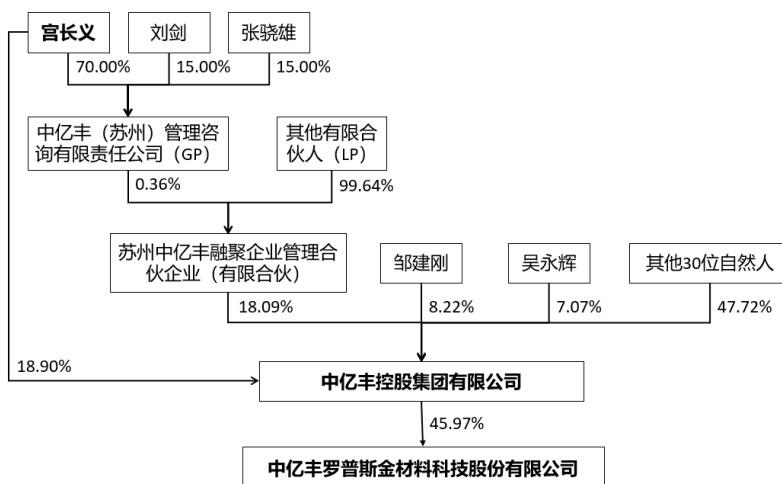 宫长义
刘剑
张骁雄
70.00%
15.00%
15.00%
中亿丰（苏州）管理咨
询有限责任公司（GP）
其他有限合
伙人（LP）
0.36%
99.64%
苏州中亿丰融聚企业管理合
伙企业（有限合伙）
邹建刚
吴永辉
其他30位自然人
18.09%
8.22%
7.07%
47.72%
18.90%
中亿丰控股集团有限公司
45.97%
中亿丰罗普斯金材料科技股份有限公司